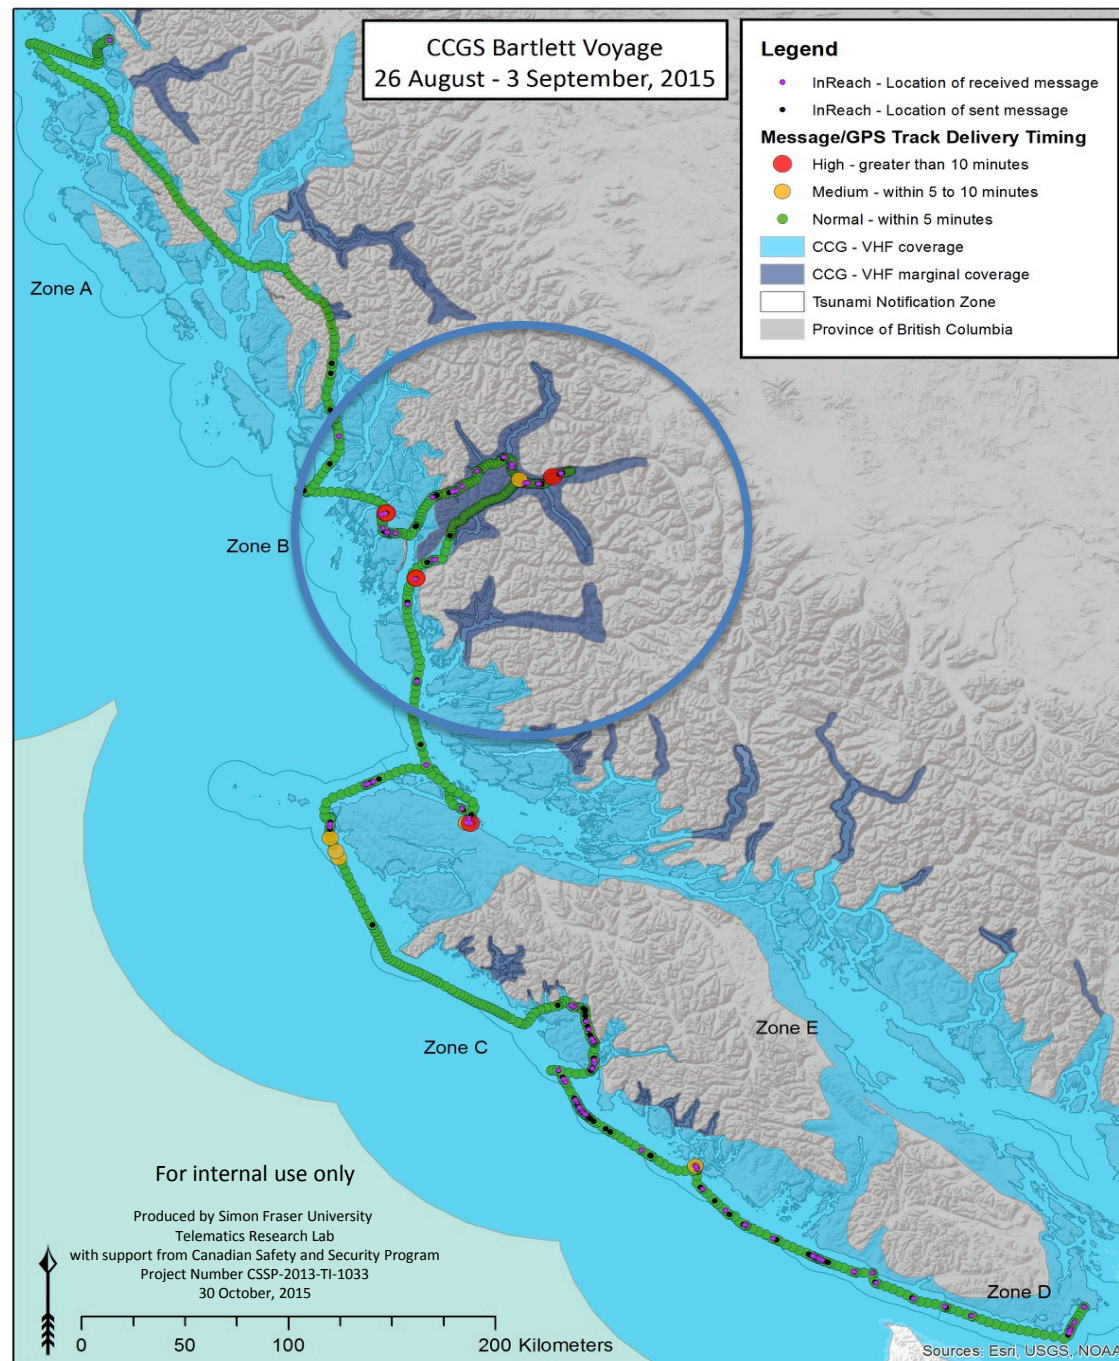 CCGS Bartlett Voyage
26 August - 3 September, 2015
Legend
InReach - Location of received message
InReach - Location of sent message
Message/GPS Track Delivery Timing
High - greater than 10 minutes
Medium - within 5 to 10 minutes
Normal - within 5 minutes
CCG - VHF coverage
CCG - VHF marginal coverage
Tsunami Notification Zone
Province of British Columbia
Zone A
Zone B
Zone C
Zone E
Zone D
For internal use only
Produced by Simon Fraser University
Telematics Research Lab
with support from Canadian Safety and Security Program
Project Number CSSP-2013-TI-1033
30 October, 2015
0 50 100 200 Kilometers
Sources: Esri, USGS, NOAA